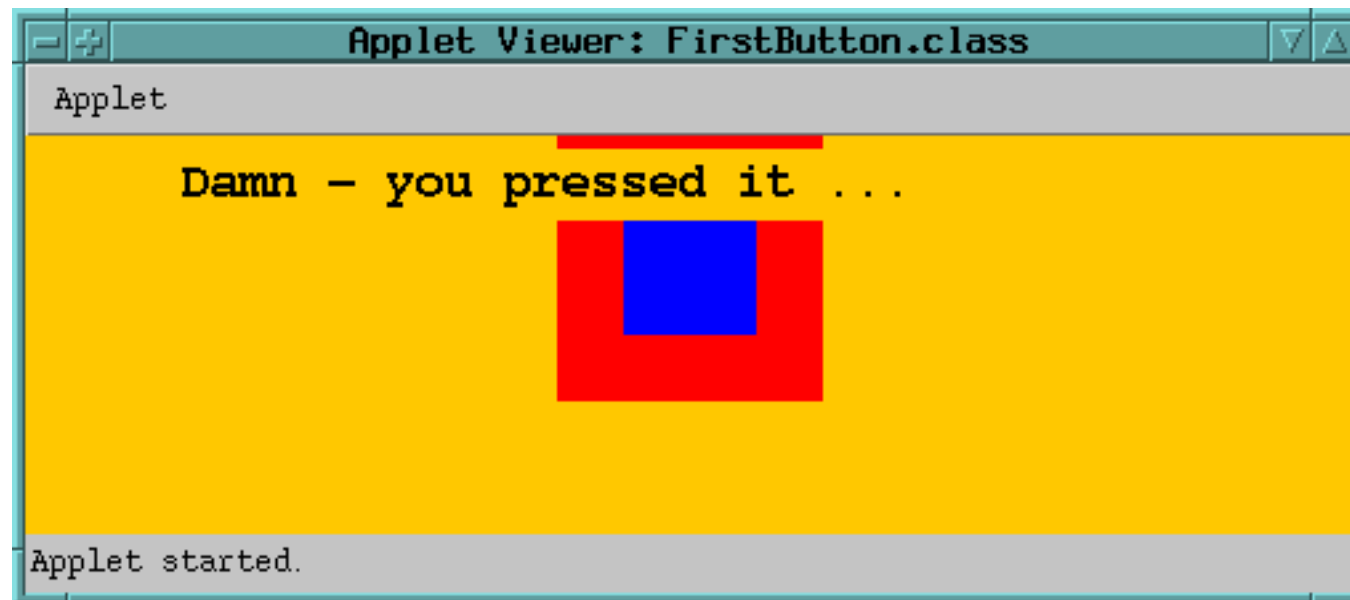 Applet Viewer: FirstButton.class
Applet
Damn - you pressed it ...
Applet started.